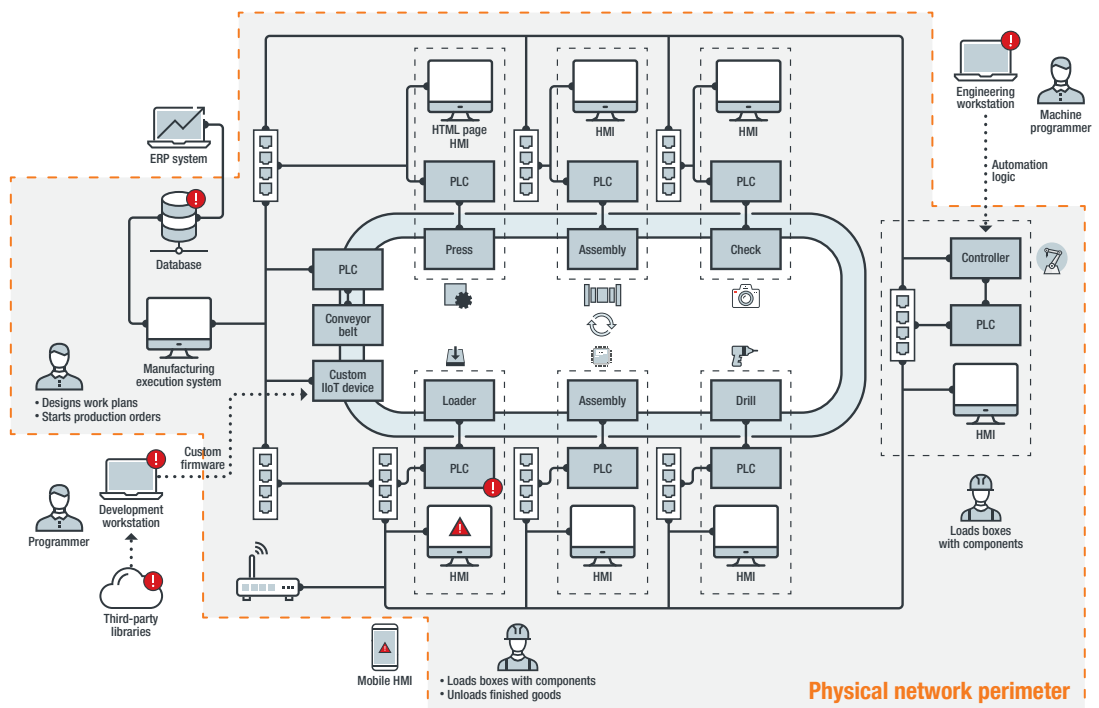 HTML page
HMI
HMI
HMI
Engineering
workstation
Machine
programmer
ERP system
PLC
PLC
PLC
Automation
logic
Database
Press
Assembly
Check
PLC
Controller
Conveyor
belt
PLC
Manufacturing
execution system
Custom
IIoT device
Loader
Assembly
Drill
HMI
• Designs work plans
• Starts production orders
Custom
firmware
PLC
PLC
PLC
Programmer
Development
workstation
Loads boxes
with components
HMI
HMI
HMI
Third-party
libraries
Mobile HMI
• Loads boxes with components
• Unloads finished goods
Physical network perimeter